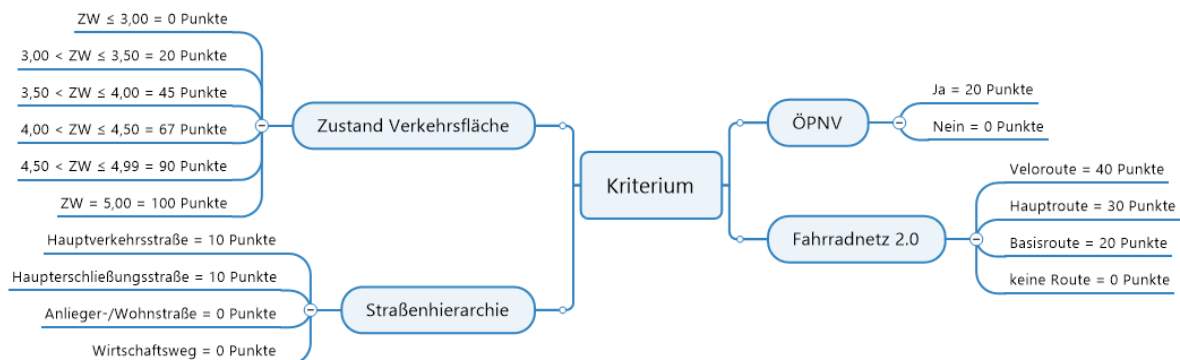 Kriterium
Zustand Verkehrsfläche
ZW ≤ 3,00 = 0 Punkte
3,00 < ZW ≤ 3,50 = 20 Punkte
3,50 < ZW ≤ 4,00 = 45 Punkte
4,00 < ZW ≤ 4,50 = 67 Punkte
4,50 < ZW ≤ 4,99 = 90 Punkte
ZW = 5,00 = 100 Punkte
Straßenhierarchie
Hauptverkehrsstraße = 10 Punkte
Haupterschließungsstraße = 10 Punkte
Anlieger-/Wohnstraße = 0 Punkte
Wirtschaftsweg = 0 Punkte
ÖPNV
Ja = 20 Punkte
Nein = 0 Punkte
Fahrradnetz 2.0
Veloroute = 40 Punkte
Hauptroute = 30 Punkte
Basisroute = 20 Punkte
keine Route = 0 Punkte